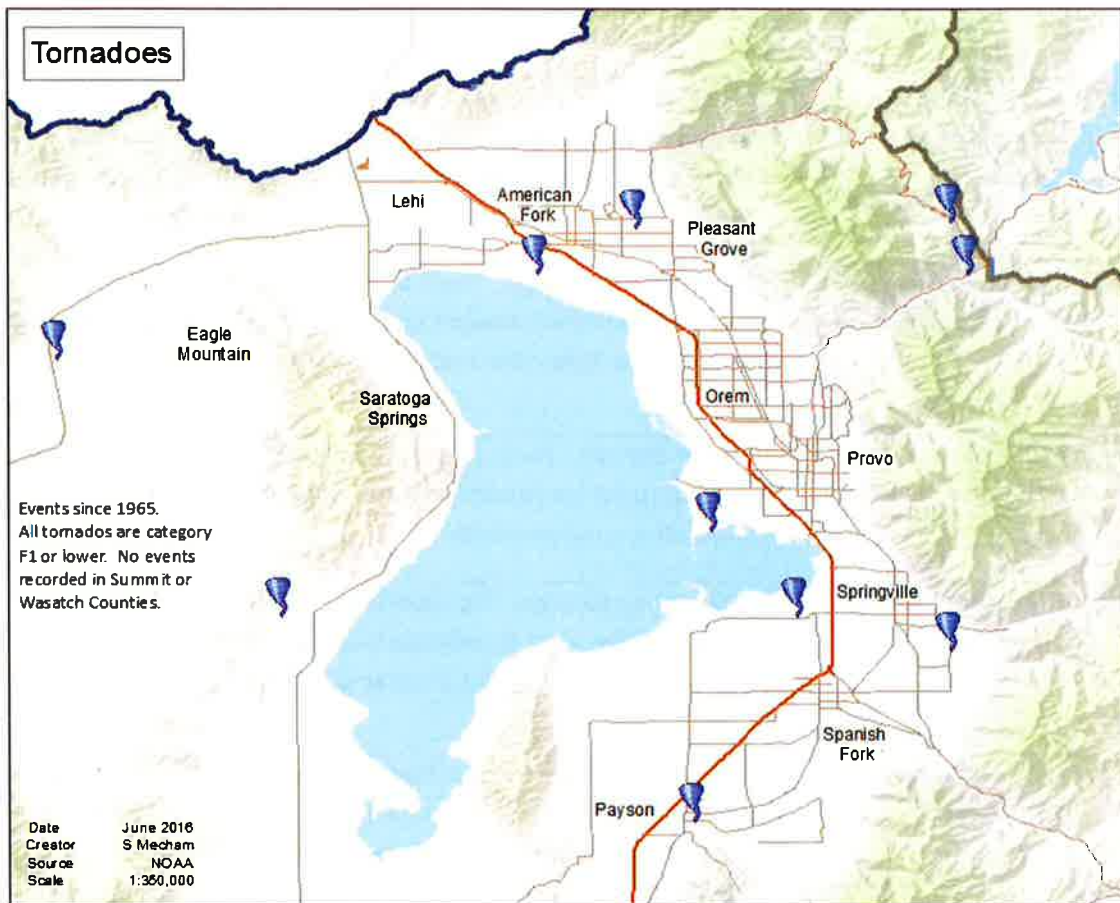 Tornadoes
Lehi
American
Fork
Pleasant
Grove
Eagle
Mountain
Saratoga
Springs
Orem
Provo
Events since 1965.
All tornados are category
F1 or lower. No events
recorded in Summit or
Wasatch Counties.
Springville
Spanish
Fork
Payson
Date June 2016
Creator S Mecham
Source NOAA
Scale 1:350,000